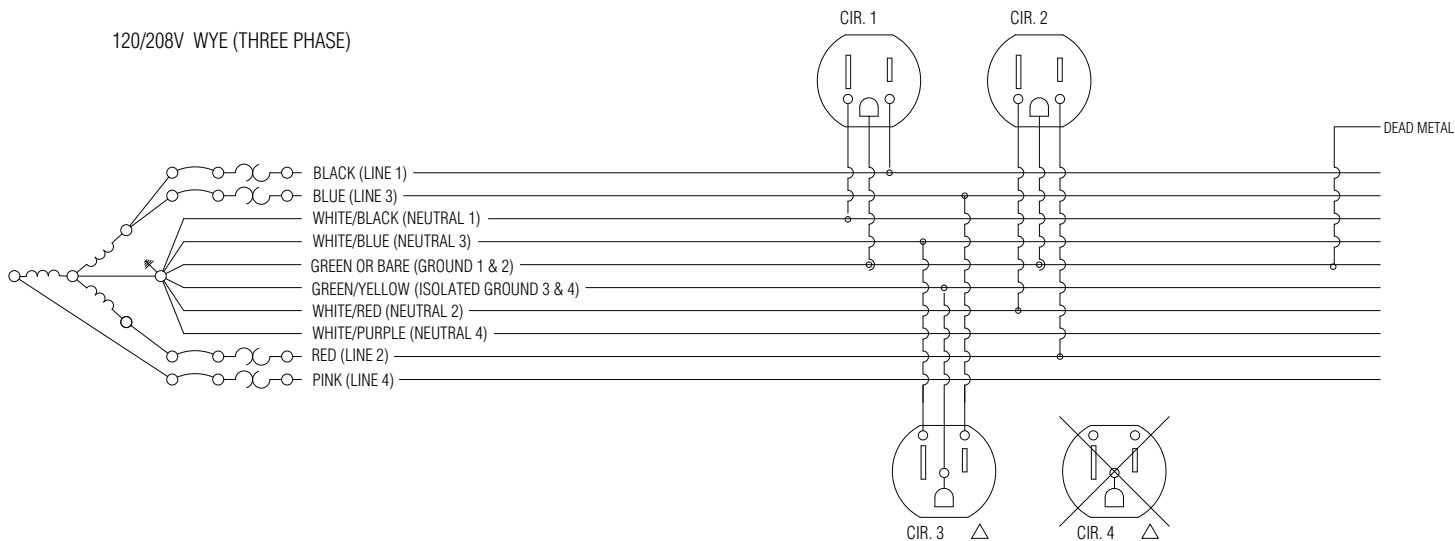 CIR. 1
CIR. 2
120/208V WYE (THREE PHASE)
DEAD METAL
BLACK (LINE 1)
BLUE (LINE 3)
WHITE/BLACK (NEUTRAL 1)
WHITE/BLUE (NEUTRAL 3)
GREEN OR BARE (GROUND 1 & 2)
GREEN/YELLOW (ISOLATED GROUND 3 & 4)
WHITE/RED (NEUTRAL 2)
WHITE/PURPLE (NEUTRAL 4)
RED (LINE 2)
PINK (LINE 4)
CIR. 3
CIR. 4